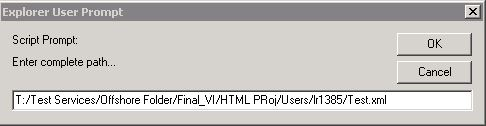 Explorer User Prompt
Script Prompt:
OK
Enter complete path...
Cancel
T:/Test Services/Offshore Folder/Final_VI/HTML PRoj/Users/lr1385/Test.xml